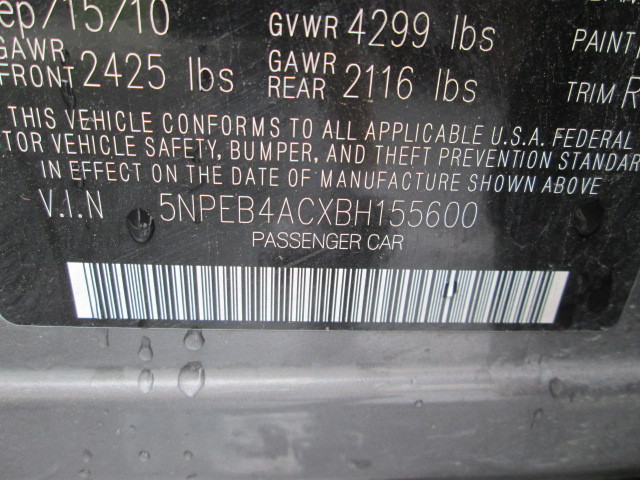 ep/15/10 GVWR 4299 lbs
GAWR FRONT 2425 lbs GAWR REAR 2116 lbs PAINT
TRIM R
THIS VEHICLE CONFORMS TO ALL APPLICABLE U.S.A. FEDERAL
TOR VEHICLE SAFETY, BUMPER, AND THEFT PREVENTION STANDAR
IN EFFECT ON THE DATE OF MANUFACTURE SHOWN ABOVE
V.I.N 5NPEB4ACXBH155600
PASSENGER CAR